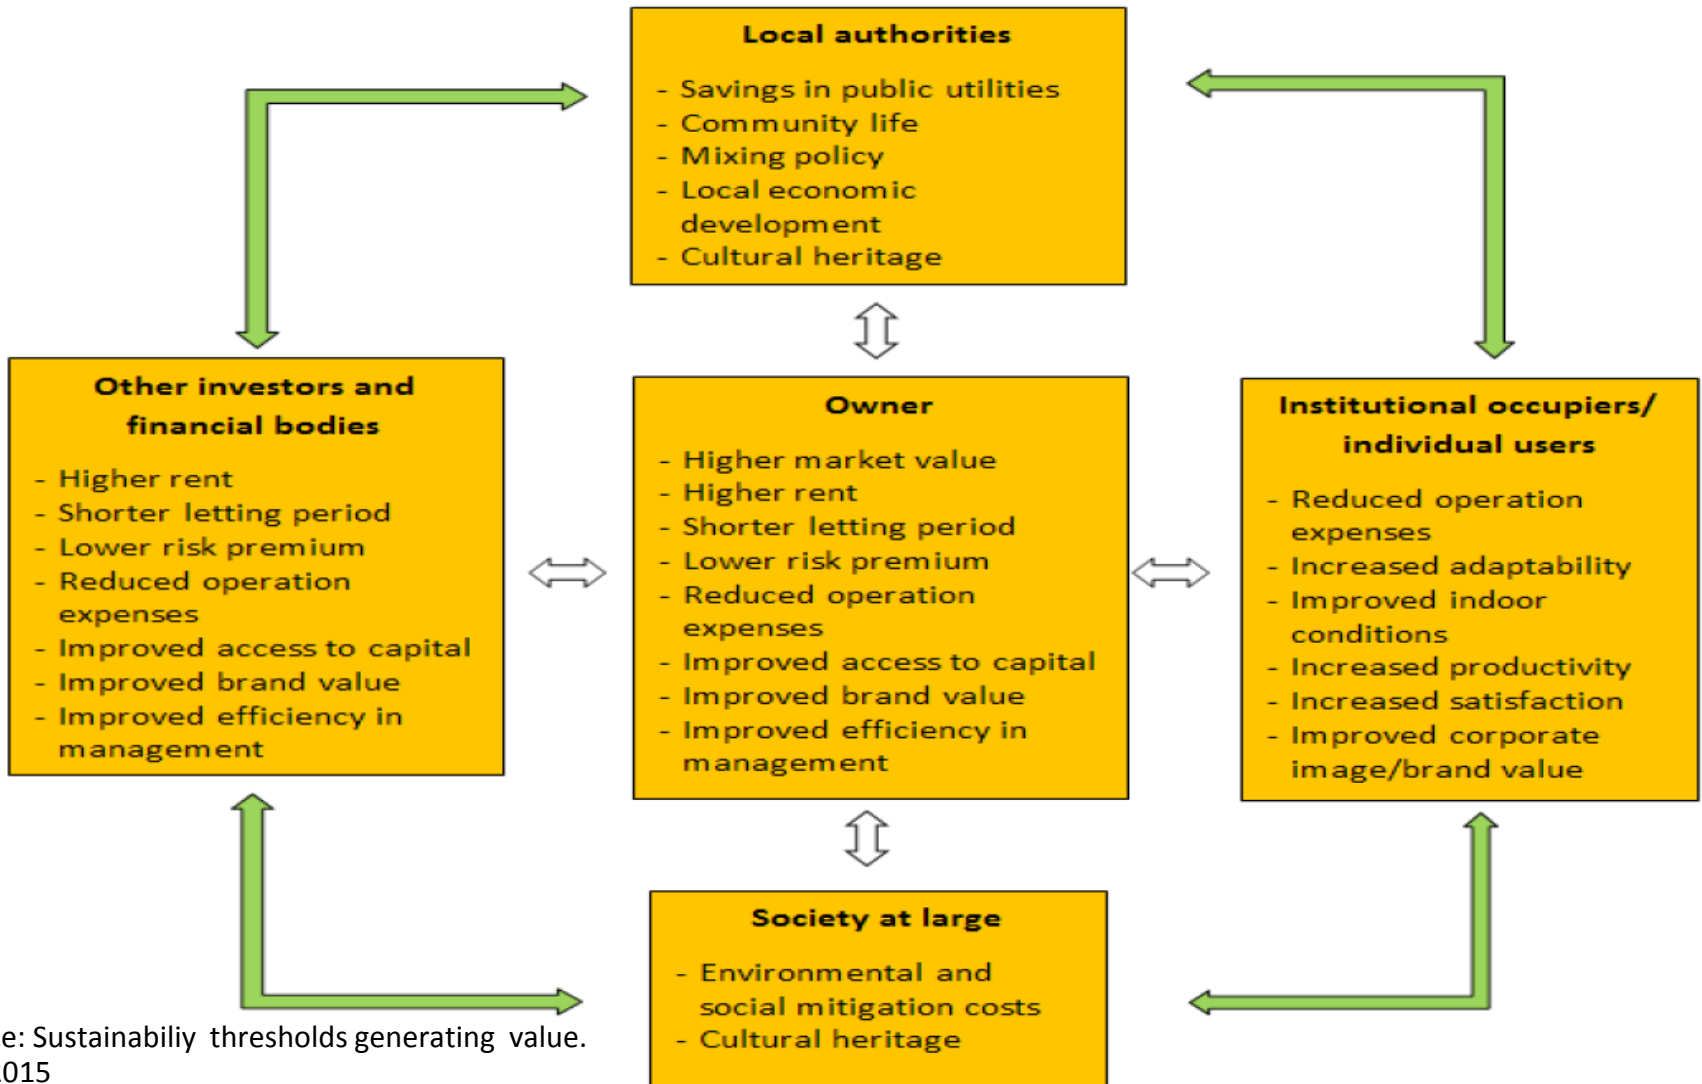 Local authorities
- Savings in public utilities
- Community life
- Mixing policy
- Local economic
development
- Cultural heritage
Other investors and
financial bodies
- Higher rent
- Shorter letting period
- Lower risk premium
- Reduced operation
expenses
- Improved access to capital
- Improved brand value
- Improved efficiency in
management
Owner
- Higher market value
- Higher rent
- Shorter letting period
- Lower risk premium
- Reduced operation
expenses
- Improved access to capital
- Improved brand value
- Improved efficiency in
management
Institutional occupiers/
individual users
- Reduced operation
expenses
- Increased adaptability
- Improved indoor
conditions
- Increased productivity
- Increased satisfaction
- Improved corporate
image/brand value
Society at large
- Environmental and
social mitigation costs
- Cultural heritage
e: Sustainabiliy thresholds generating value.
015